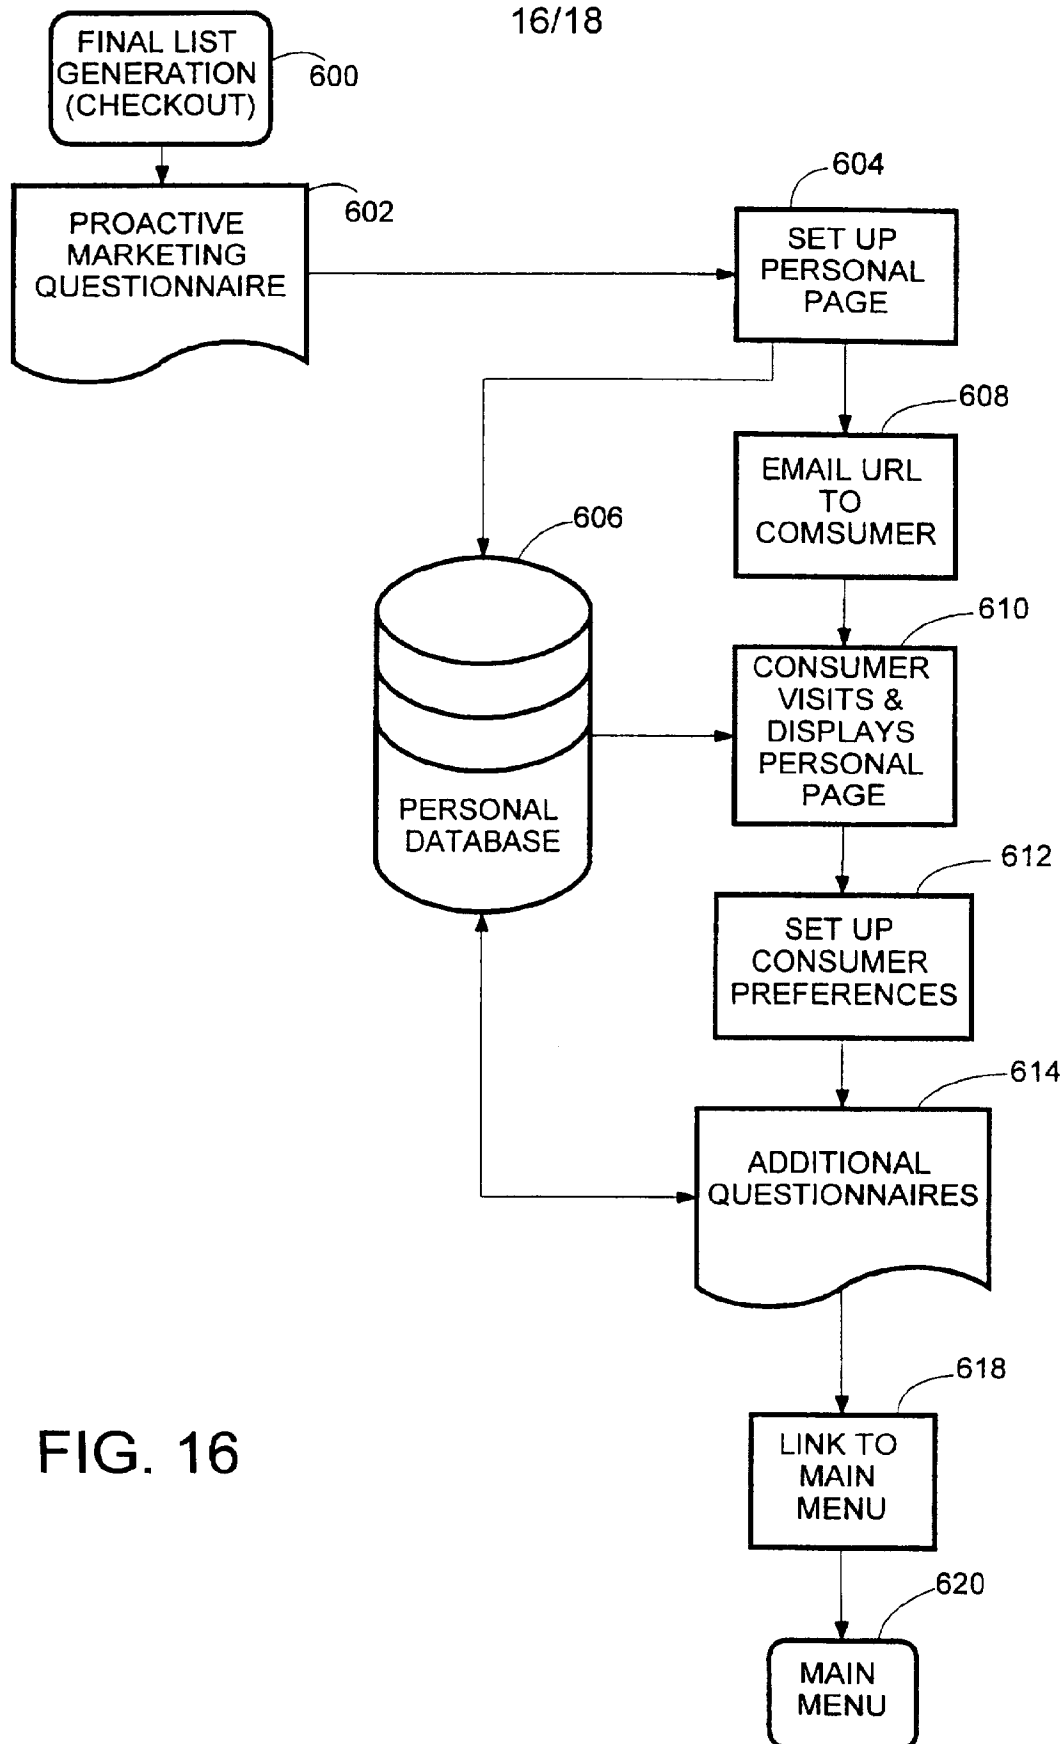 16/18
FINAL LIST
GENERATION
(CHECKOUT)
600
PROACTIVE
MARKETING
QUESTIONNAIRE
602
604
SET UP
PERSONAL
PAGE
608
EMAIL URL
TO
COMSUMER
606
PERSONAL
DATABASE
610
CONSUMER
VISITS &
DISPLAYS
PERSONAL
PAGE
612
SET UP
CONSUMER
PREFERENCES
614
ADDITIONAL
QUESTIONNAIRES
618
LINK TO
MAIN
MENU
FIG. 16
620
MAIN
MENU